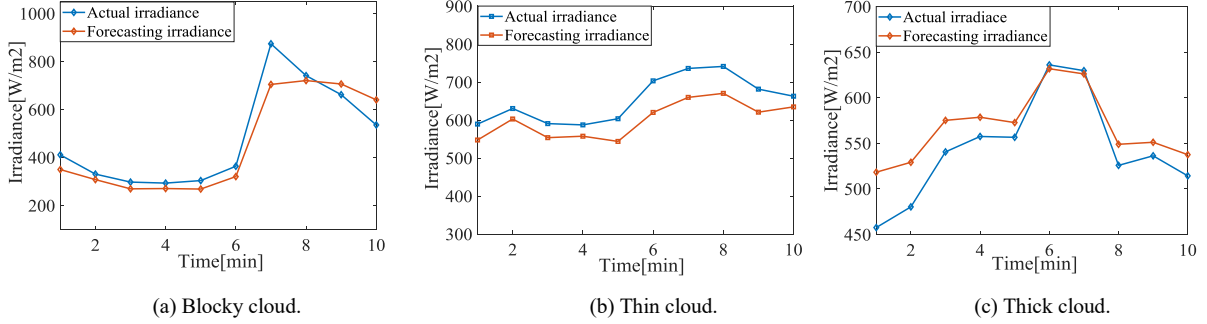 Actual irradiance
Forecasting irradiance
1000
800
600
400
200
2
4
6
8
10
Irradiance[W/m2]
Time[min]
(a) Blocky cloud.
Actual irradiance
Forecasting irradiance
900
800
700
600
500
400
300
2
4
6
8
10
Irradiance[W/m2]
Time[min]
(b) Thin cloud.
Actual irradiace
Forecasting irradiance
700
650
600
550
500
450
2
4
6
8
10
Irradiance[W/m2]
Time[min]
(c) Thick cloud.